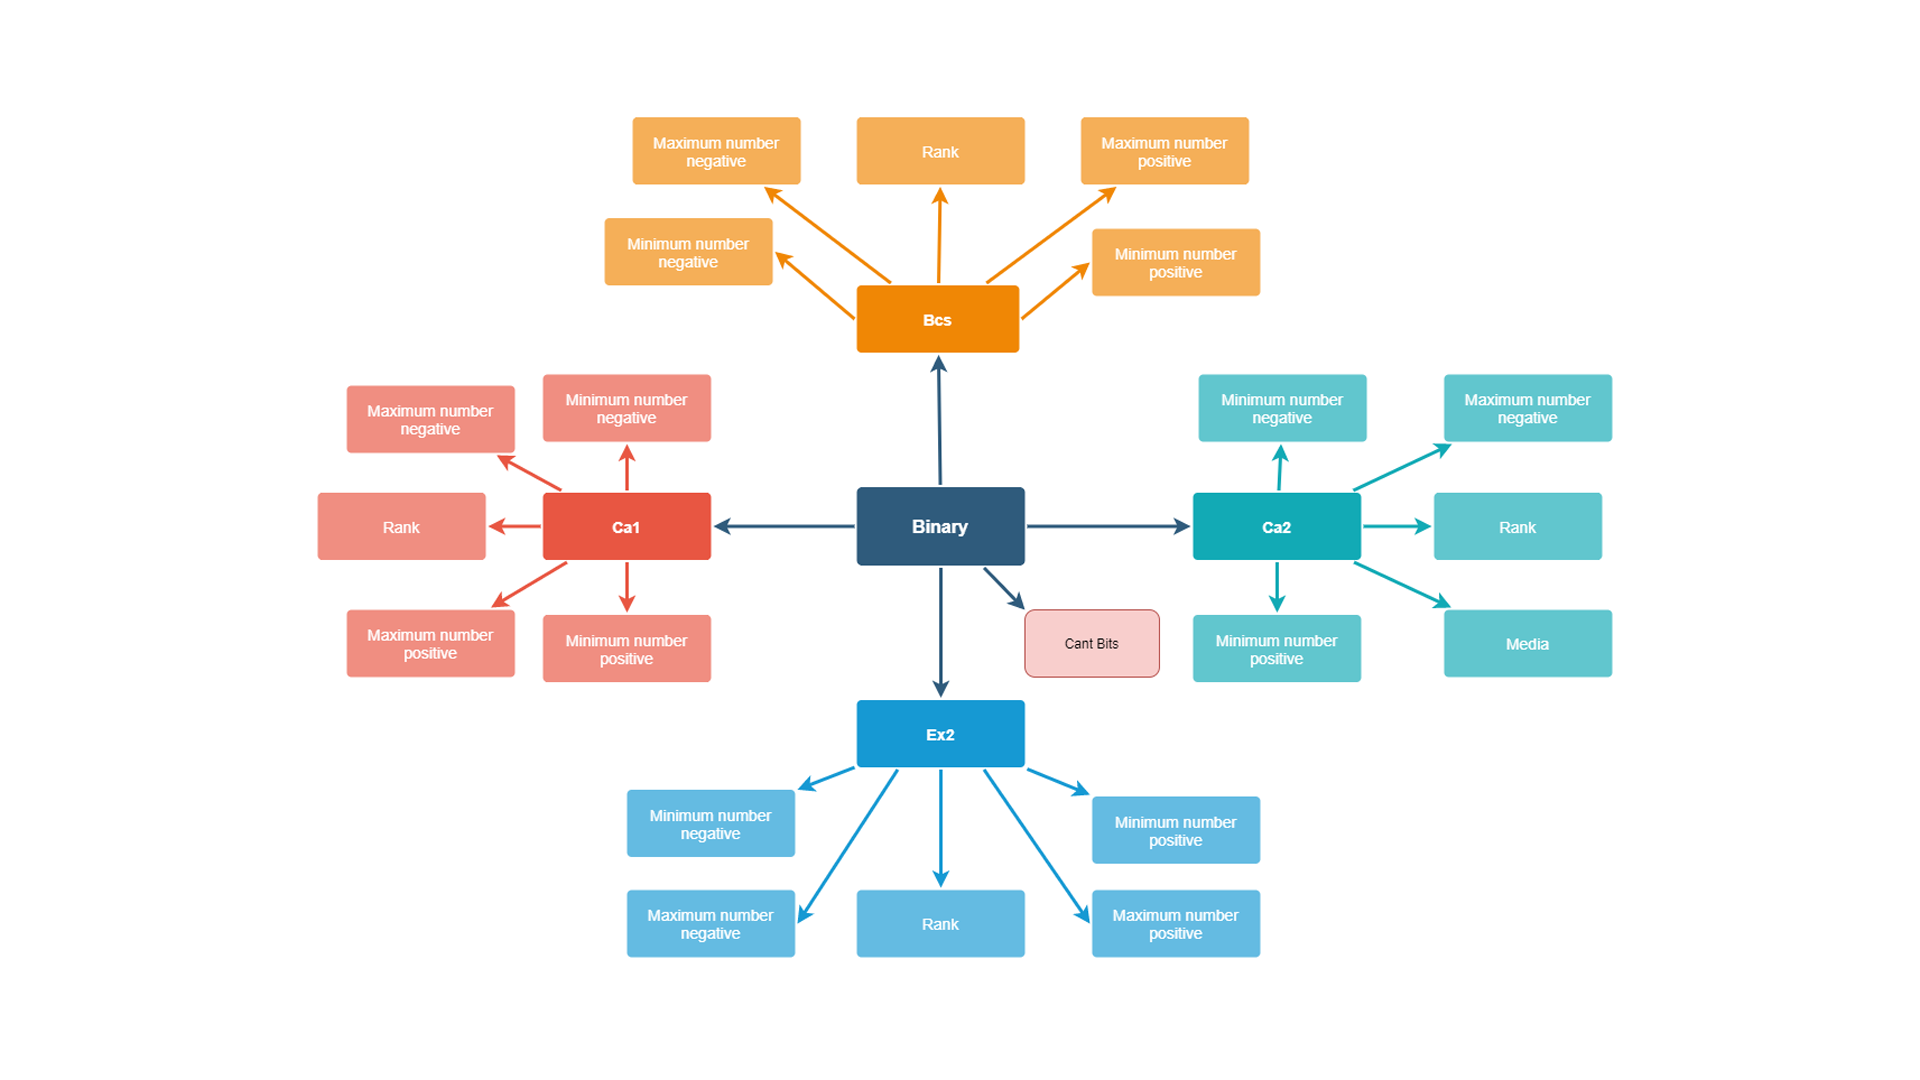 Maximum number
negative
Rank
Maximum number
positive
Minimum number
negative
Minimum number
positive
Bcs
Maximum number
negative
Minimum number
negative
Rank
Ca1
Maximum number
positive
Minimum number
positive
Binary
Cant Bits
Minimum number
negative
Maximum number
negative
Ca2
Rank
Minimum number
positive
Media
Ex2
Minimum number
negative
Minimum number
positive
Maximum number
negative
Rank
Maximum number
positive